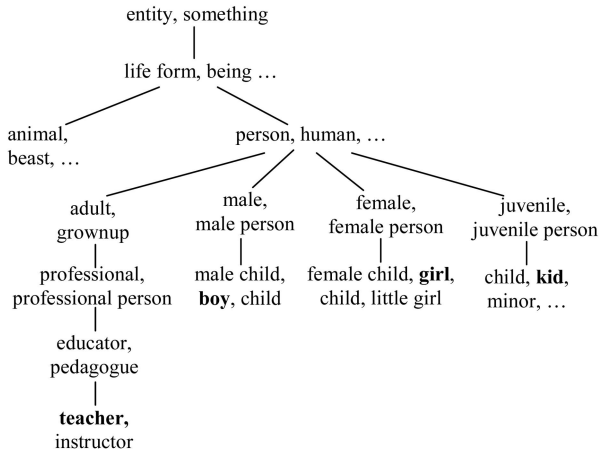 entity, something
life form, being …
animal,
beast, …
person, human, …
adult,
grownup
male,
male person
female,
female person
juvenile,
juvenile person
professional,
professional person
male child,
boy, child
female child, girl,
child, little girl
child, kid,
minor, …
educator,
pedagogue
teacher,
instructor